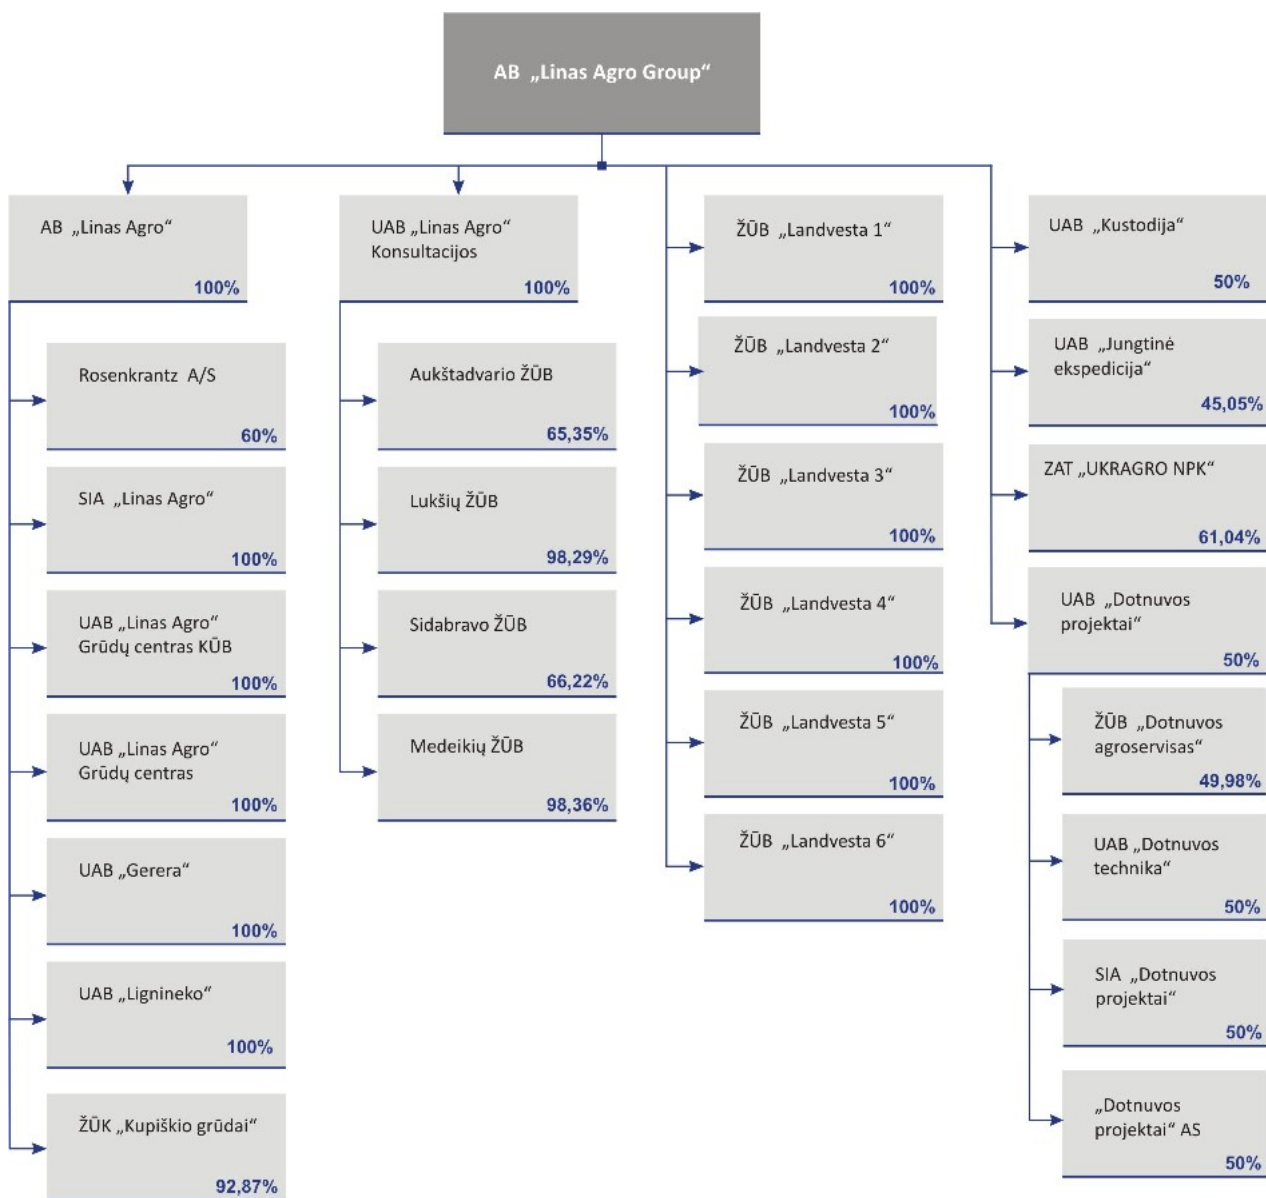 AB „Linas Agro Group“
AB „Linas Agro“
100%
Rosenkrantz A/S
60%
SIA „Linas Agro“
100%
UAB „Linas Agro“
Grūdų centras KŪB
100%
UAB „Linas Agro“
Grūdų centras
100%
UAB „Gerera“
100%
UAB „Lignineko“
100%
ŽŪK „Kupiškio grūdai“
92,87%
UAB „Linas Agro“
Konsultacijos
100%
Aukštadvario ŽŪB
65,35%
Lukšių ŽŪB
98,29%
Sidabravo ŽŪB
66,22%
Medeikių ŽŪB
98,36%
ŽŪB „Landvesta 1“
100%
ŽŪB „Landvesta 2“
100%
ŽŪB „Landvesta 3“
100%
ŽŪB „Landvesta 4“
100%
ŽŪB „Landvesta 5“
100%
ŽŪB „Landvesta 6“
100%
UAB „Kustodija“
50%
UAB „Jungtinė
ekspedicija“
45,05%
ZAT „UKRAGRO NPK“
61,04%
UAB „Dotnuvos
projektai“
50%
ŽŪB „Dotnuvos
agroservisas“
49,98%
UAB „Dotnuvos
technika“
50%
SIA „Dotnuvos
projektai“
50%
„Dotnuvos
projektai“ AS
50%